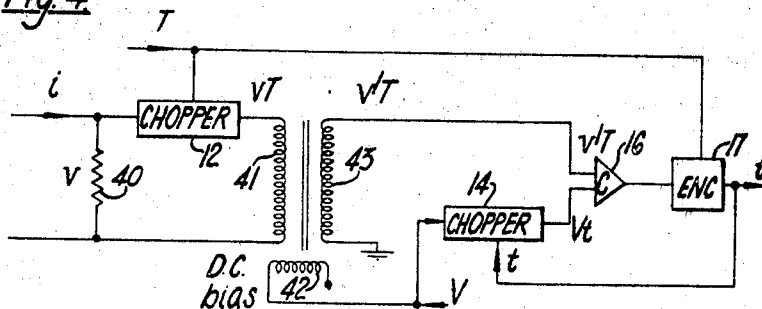 Fig. 4.
T
i
vT
v'T
CHOPPER
12
v
40
41
43
v'T
16
C
17
ENC
t
14
CHOPPER
Vt
t
D.C.
bias
42
V